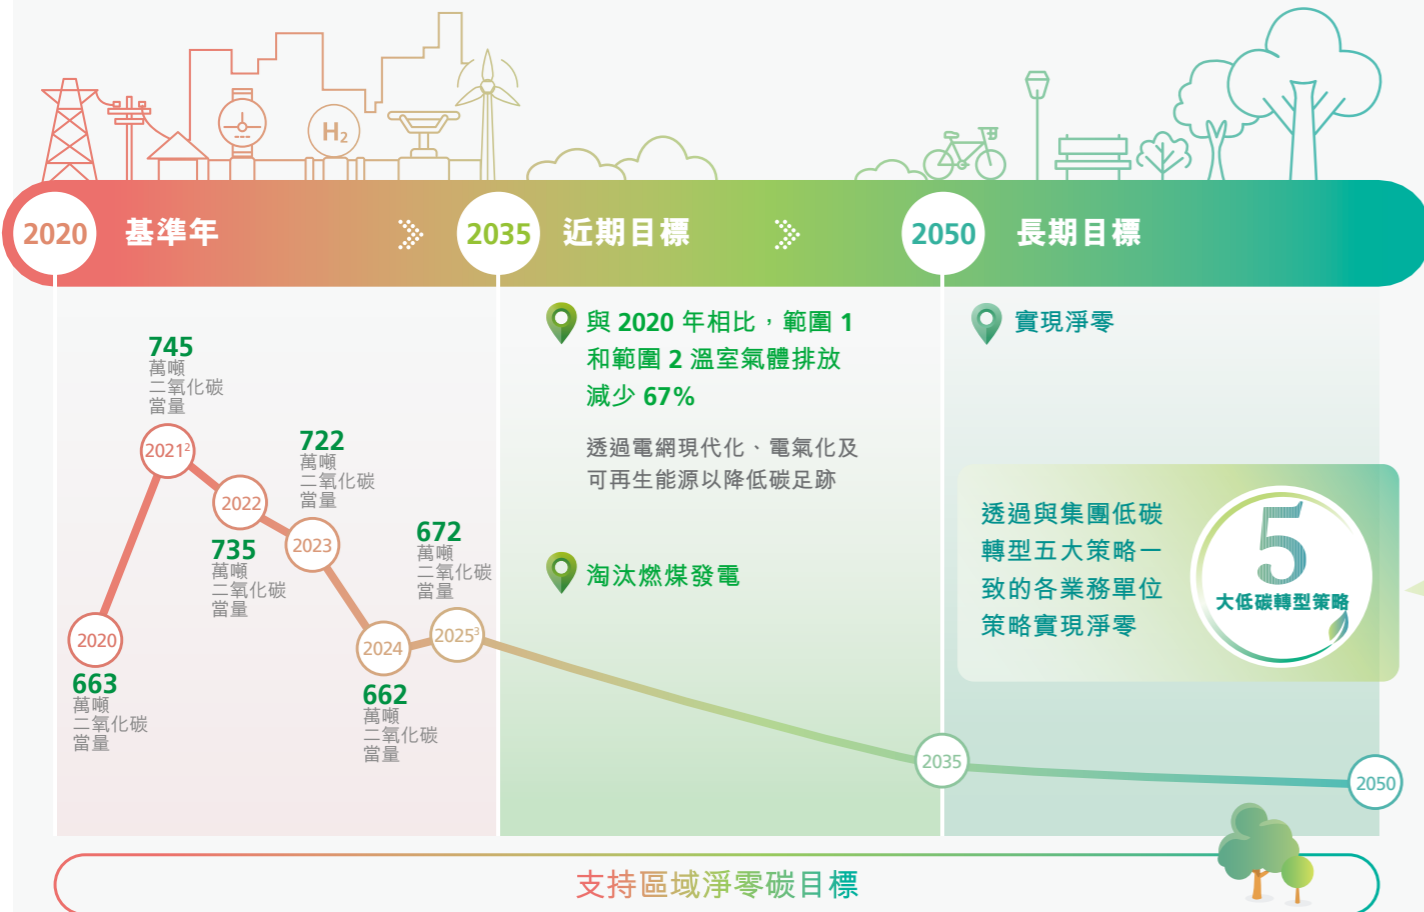 H₂
2020
基準年
2035
近期目標
2050
長期目標
745
萬噸
二氧化碳
當量
2021²
2022
735
萬噸
二氧化碳
當量
722
萬噸
二氧化碳
當量
2023
2020
663
萬噸
二氧化碳
當量
2024
662
萬噸
二氧化碳
當量
672
萬噸
二氧化碳
當量
2025³
與 2020 年相比，範圍 1
和範圍 2 溫室氣體排放
減少 67%
透過電網現代化、電氣化及
可再生能源以降低碳足跡
淘汰燃煤發電
2035
實現淨零
透過與集團低碳
轉型五大策略一
致的各業務單位
策略實現淨零
5
大低碳轉型策略
2050
支持區域淨零碳目標